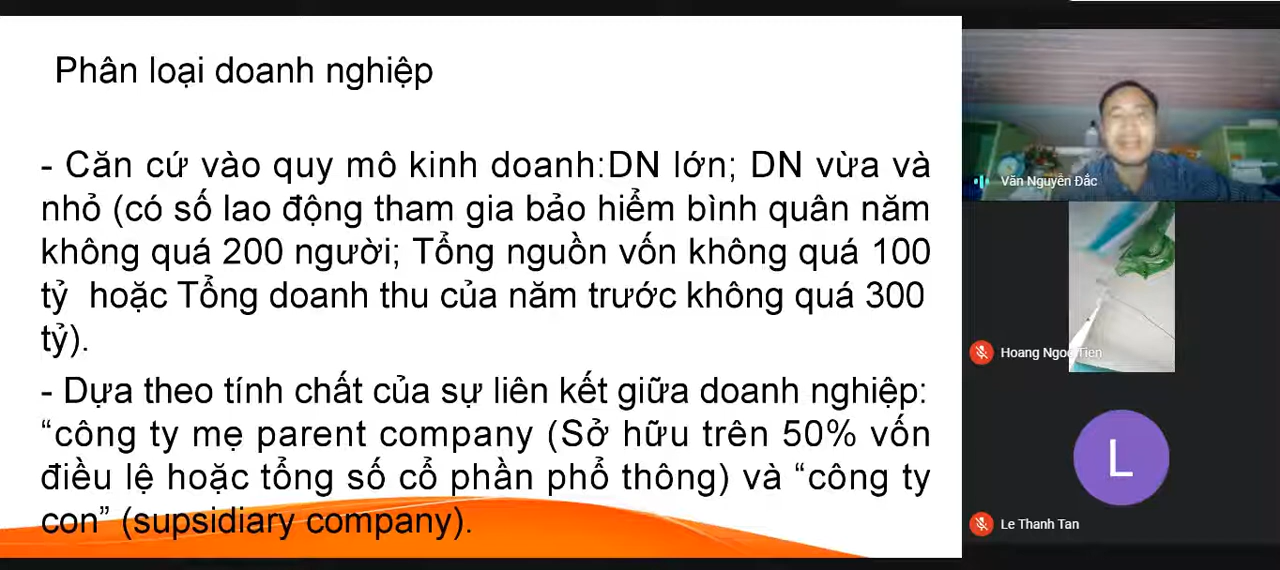 Phân loại doanh nghiệp
- Căn cứ vào quy mô kinh doanh:DN lớn; DN vừa và
nhỏ (có số lao động tham gia bảo hiểm bình quân năm
không quá 200 người; Tổng nguồn vốn không quá 100
tỷ hoặc Tổng doanh thu của năm trước không quá 300
tỷ).
- Dựa theo tính chất của sự liên kết giữa doanh nghiệp:
“công ty mẹ parent company (Sở hữu trên 50% vốn
điều lệ hoặc tổng số cổ phần phổ thông) và “công ty
con” (supsidiary company).
Văn Nguyễn Đắc
Hoang Ngoc Tien
L
Le Thanh Tan